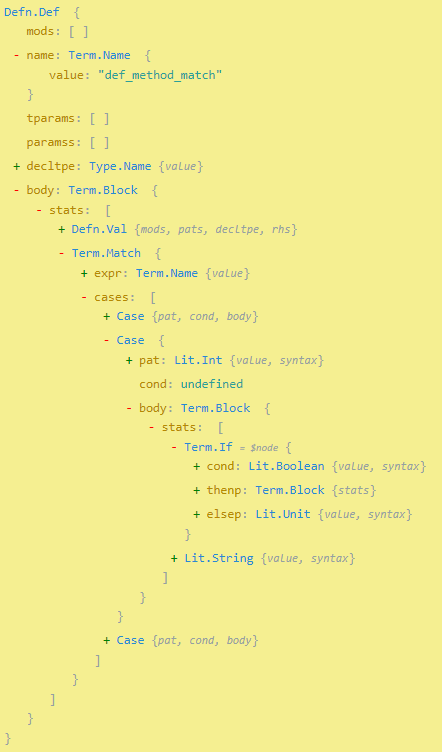 Defn.Def {
mods: [ ]
- name: Term.Name {
value: "def_method_match"
}
tparams: [ ]
paramss: [ ]
+ decltpe: Type.Name {value}
- body: Term.Block {
- stats: [
+ Defn.Val {mods, pats, decltpe, rhs}
- Term.Match {
+ expr: Term.Name {value}
- cases: [
+ Case {pat, cond, body}
- Case {
+ pat: Lit.Int {value, syntax}
cond: undefined
- body: Term.Block {
- stats: [
- Term.If = $node {
+ cond: Lit.Boolean {value, syntax}
+ thenp: Term.Block {stats}
+ elsep: Lit.Unit {value, syntax}
}
+ Lit.String {value, syntax}
]
}
}
+ Case {pat, cond, body}
]
}
]
}
}